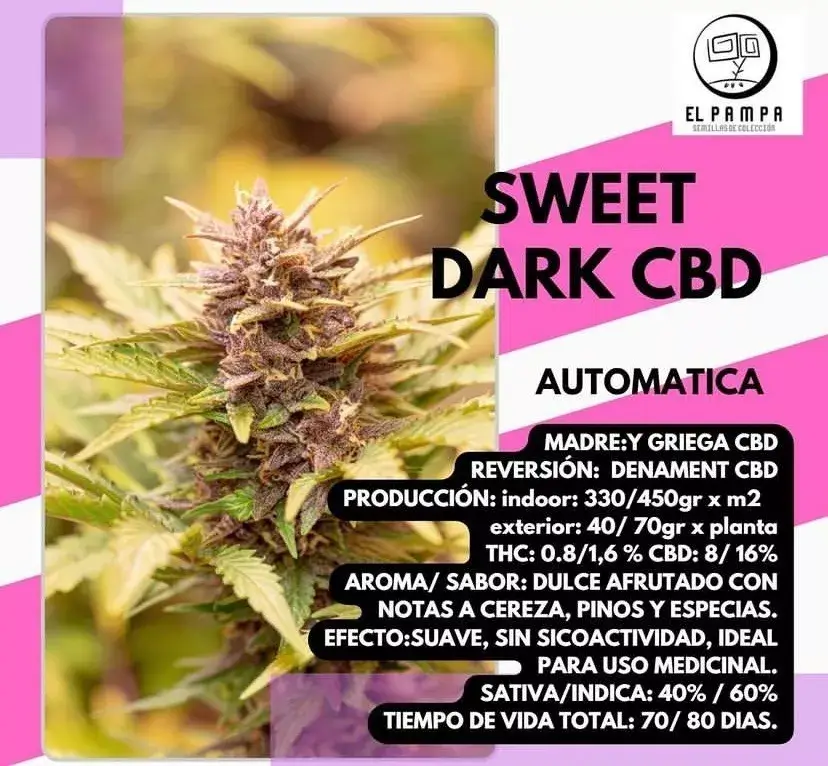 EL PAMPA
SEMILLAS DE COLECCIÓN
SWEET
DARK CBD
AUTOMATICA
MADRE:Y GRIEGA CBD
REVERSIÓN: DENAMENT CBD
PRODUCCIÓN: indoor: 330/450gr x m2
exterior: 40/ 70gr x planta
THC: 0.8/1,6 % CBD: 8/ 16%
AROMA/ SABOR: DULCE AFRUTADO CON
NOTAS A CEREZA, PINOS Y ESPECIAS.
EFECTO:SUAVE, SIN SICOACTIVIDAD, IDEAL
PARA USO MEDICINAL.
SATIVA/INDICA: 40% / 60%
TIEMPO DE VIDA TOTAL: 70/ 80 DIAS.